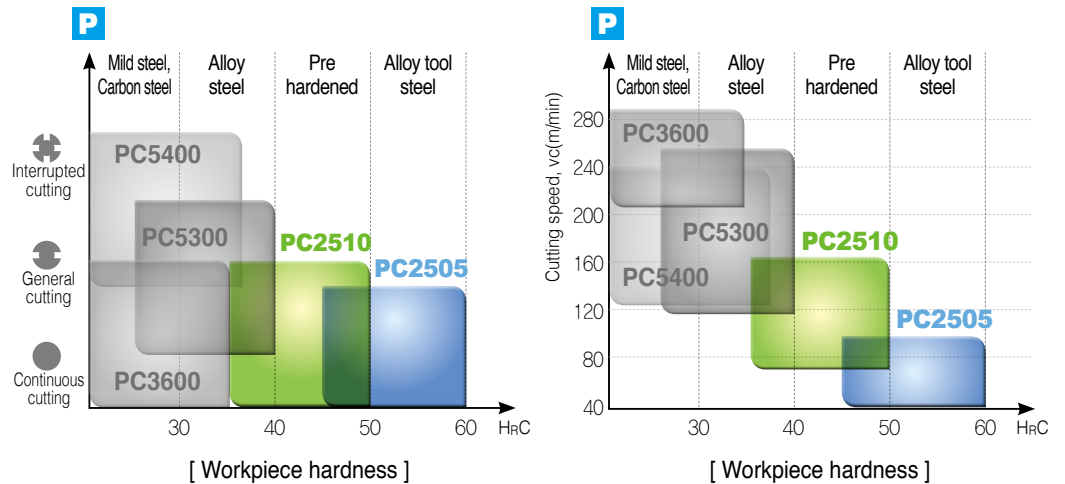 P
Mild steel,
Carbon steel
Alloy
steel
Pre
hardened
Alloy tool
steel
Interrupted
cutting
General
cutting
Continuous
cutting
PC5400
PC5300
PC2510
PC2505
PC3600
30
40
50
60
HRC
[ Workpiece hardness ]
P
Mild steel,
Carbon steel
Alloy
steel
Pre
hardened
Alloy tool
steel
Cutting speed, vc(m/min)
280
240
200
160
120
80
40
PC3600
PC5300
PC2510
PC5400
PC2505
30
40
50
60
HRC
[ Workpiece hardness ]